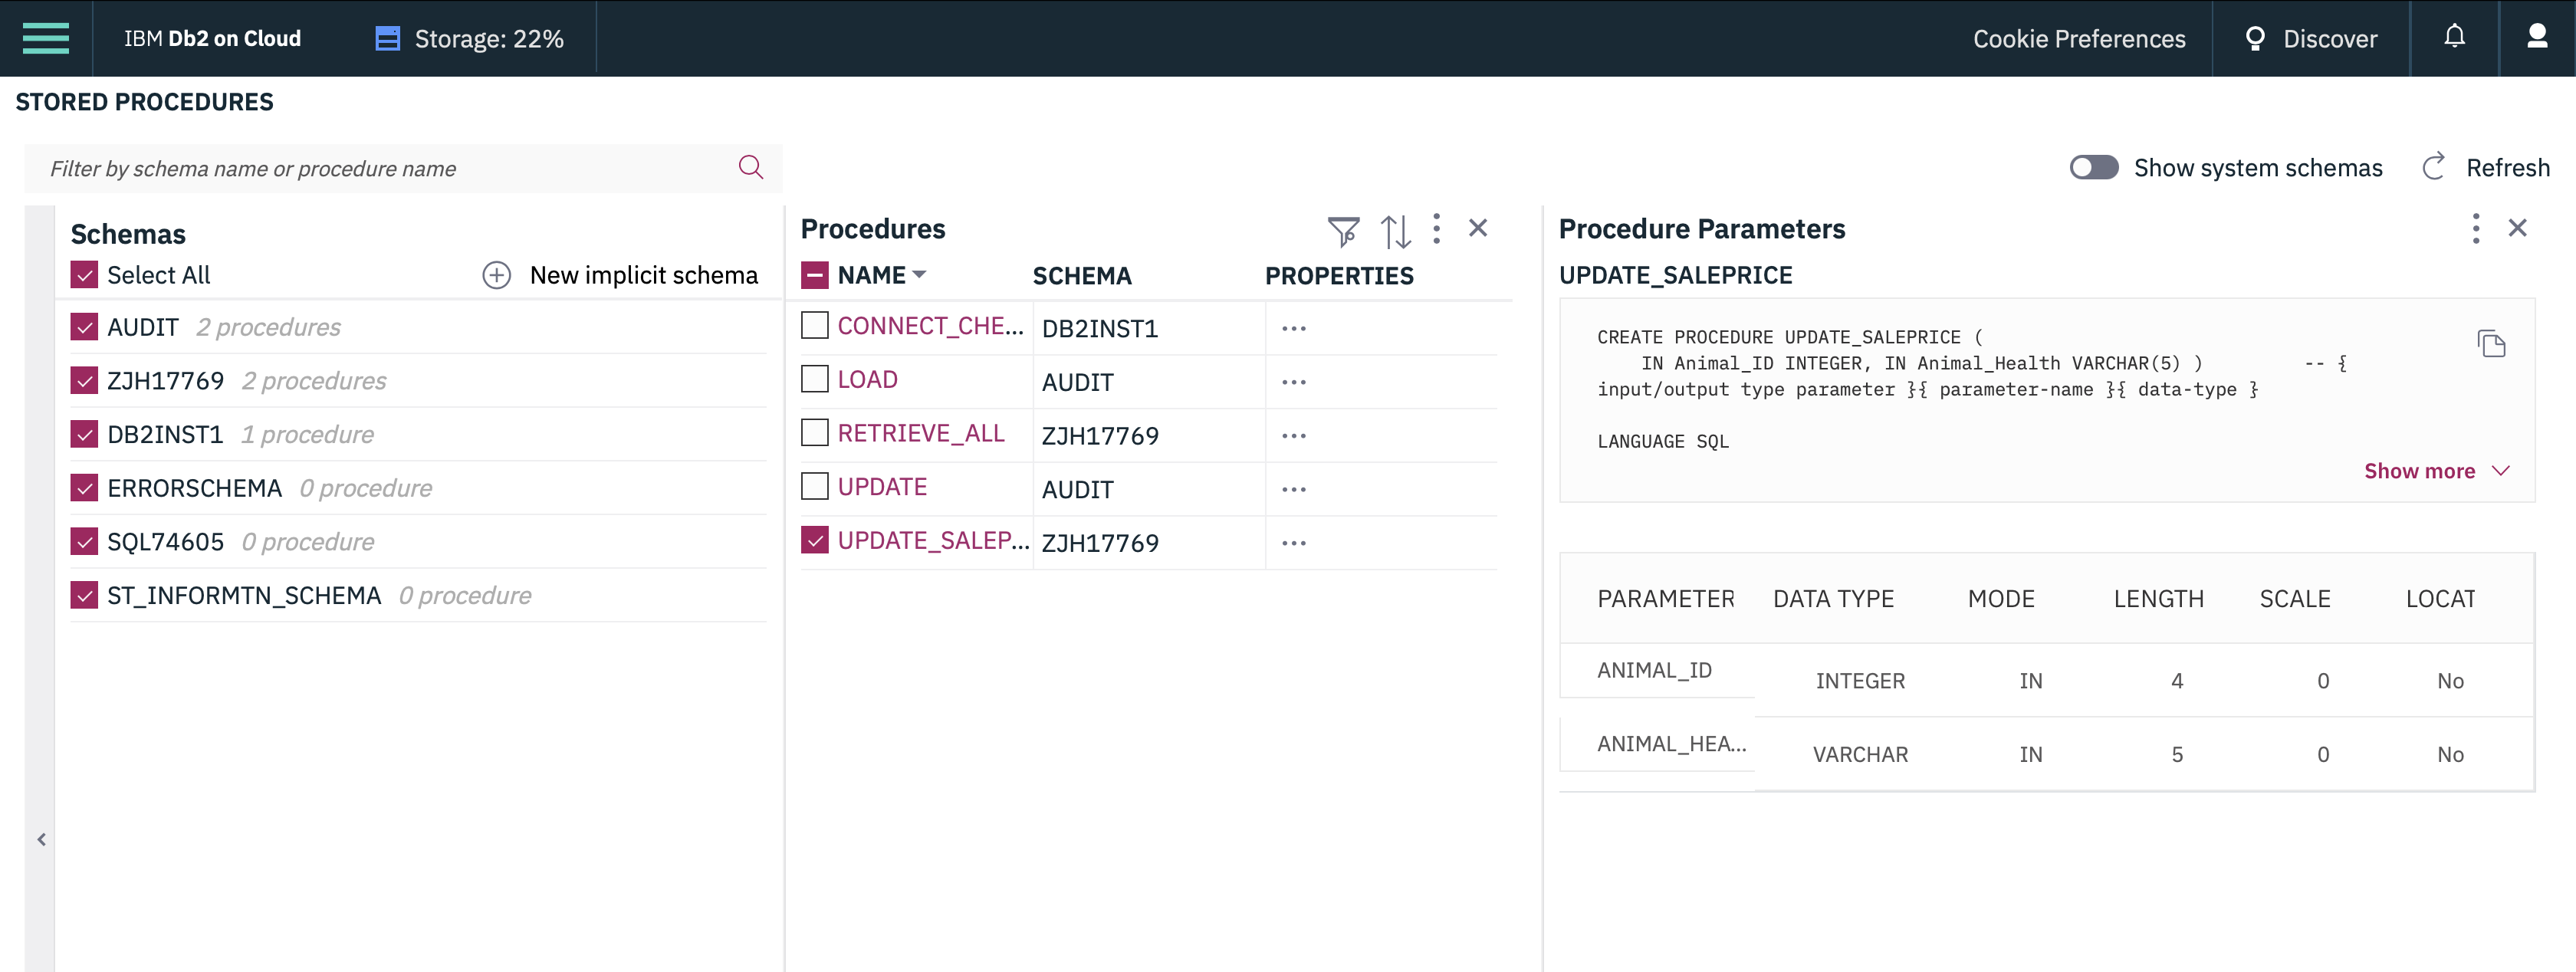 IBM Db2 on Cloud
Storage: 22%
Cookie Preferences
Discover
STORED PROCEDURES
Filter by schema name or procedure name
Show system schemas
Refresh
Schemas
Select All
New implicit schema
AUDIT 2 procedures
ZJH17769 2 procedures
DB2INST1 1 procedure
ERRORSCHEMA 0 procedure
SQL74605 0 procedure
ST_INFORMTN_SCHEMA 0 procedure
Procedures
NAME SCHEMA PROPERTIES
CONNECT_CHE... DB2INST1 ...
LOAD AUDIT ...
RETRIEVE_ALL ZJH17769 ...
UPDATE AUDIT ...
UPDATE_SALEP... ZJH17769 ...
Procedure Parameters
UPDATE_SALEPRICE
CREATE PROCEDURE UPDATE_SALEPRICE (
    IN Animal_ID INTEGER, IN Animal_Health VARCHAR(5) )         -- {
input/output type parameter }{ parameter-name }{ data-type }
LANGUAGE SQL
Show more
PARAMETER DATA TYPE MODE LENGTH SCALE LOCAT
ANIMAL_ID INTEGER IN 4 0 No
ANIMAL_HEA... VARCHAR IN 5 0 No